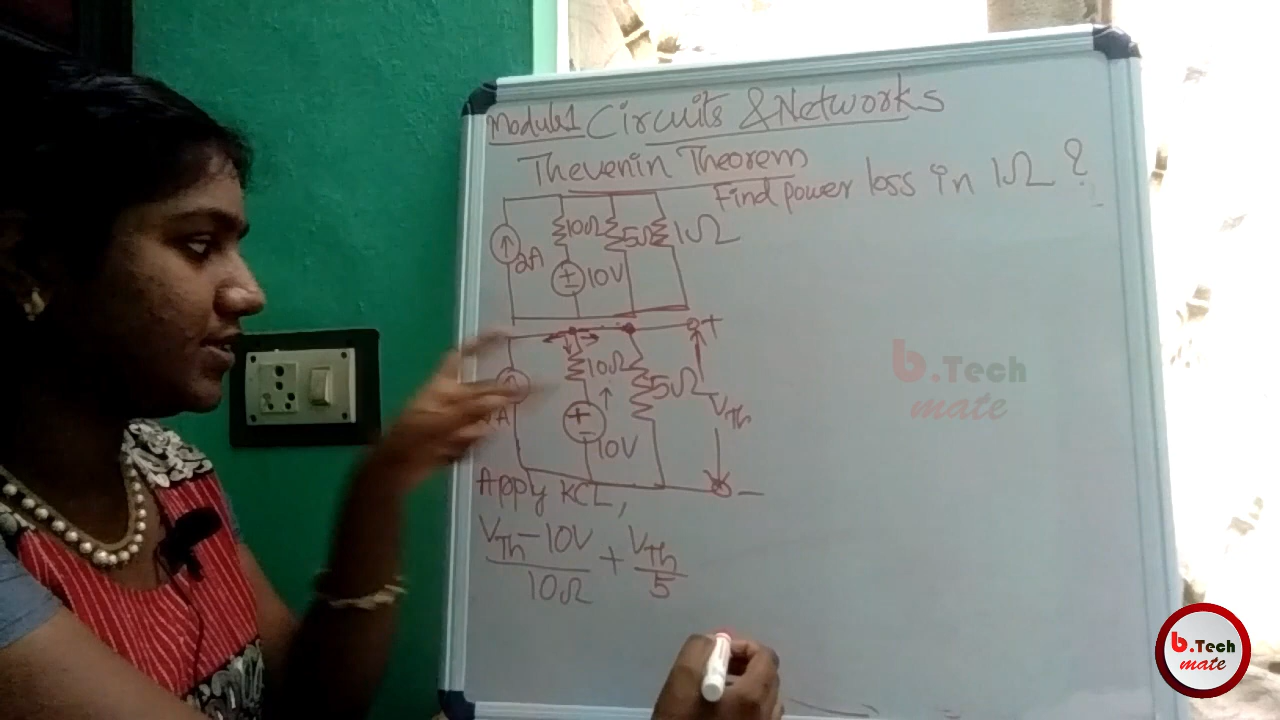 Module1 Circuits & Networks
Thevenin Theorem
Find power loss in 1Ω ?
2A
10Ω
10V
5Ω
1Ω
+
A
10Ω
10V
5Ω
VTh
-
Apply KCL,
VTh-10V
10Ω
+
VTh
5
b.Tech
mate
b.Tech
mate